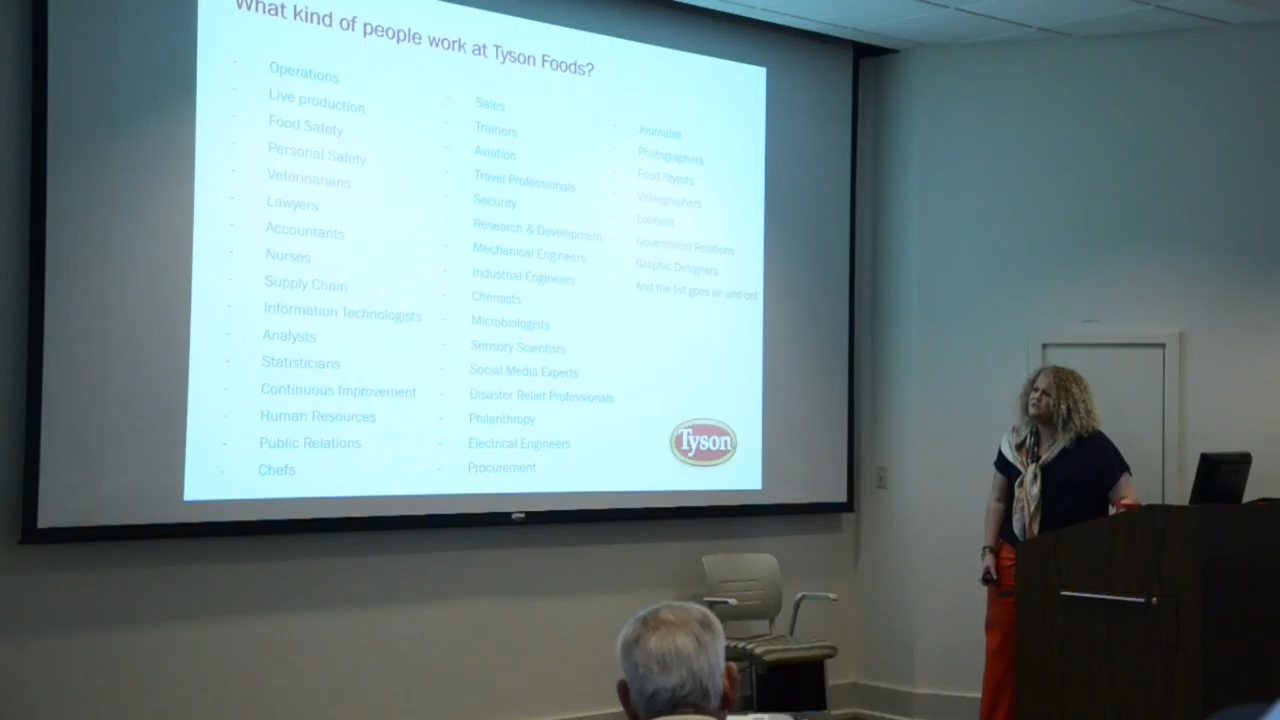 What kind of people work at Tyson Foods?
- Operations
- Live production
- Food Safety
- Personal Safety
- Veterinarians
- Lawyers
- Accountants
- Nurses
- Supply Chain
- Information Technologists
- Analysts
- Statisticians
- Continuous Improvement
- Human Resources
- Public Relations
- Chefs
- Sales
- Trainers
- Aviation
- Travel Professionals
- Security
- Research & Development
- Mechanical Engineers
- Industrial Engineers
- Chemists
- Microbiologists
- Sensory Scientists
- Social Media Experts
- Disaster Relief Professionals
- Philanthropy
- Electrical Engineers
- Procurement
- Journalist
- Photographers
- Food Stylists
- Videographers
- Lobbyist
- Government Relations
- Graphic Designers
- And the list goes on and on!
Tyson